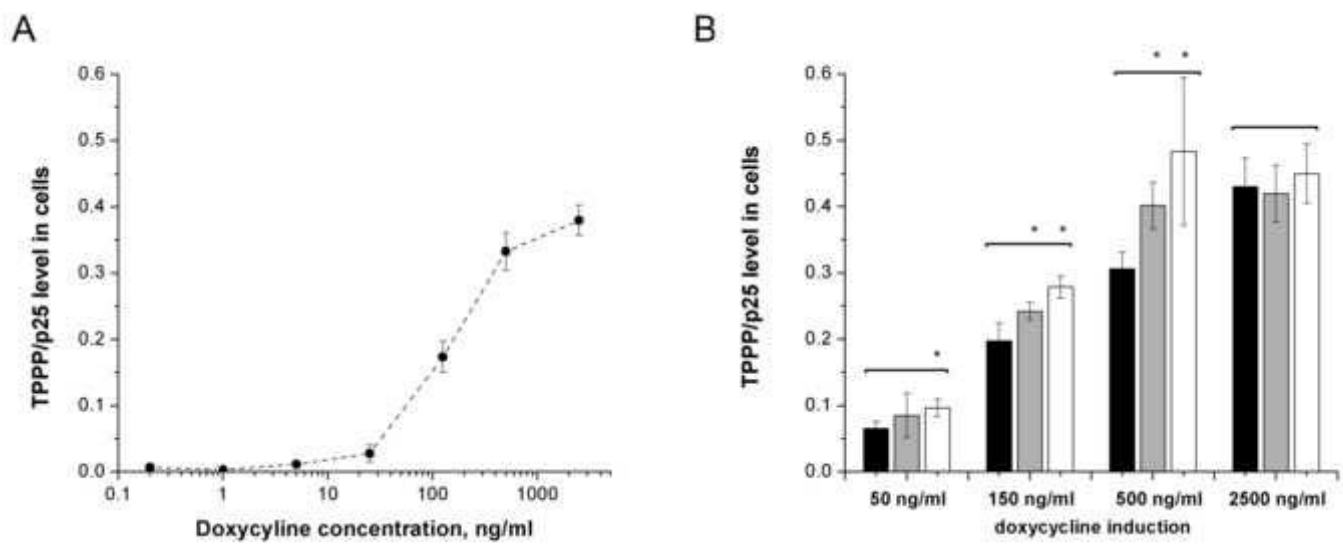 A
TPPP/p25 level in cells
0.6
0.5
0.4
0.3
0.2
0.1
0.0
0.1
1
10
100
1000
Doxycyline concentration, ng/ml
B
TPPP/p25 level in cells
0.6
0.5
0.4
0.3
0.2
0.1
0.0
*
* *
* *
50 ng/ml
150 ng/ml
500 ng/ml
2500 ng/ml
doxycycline induction